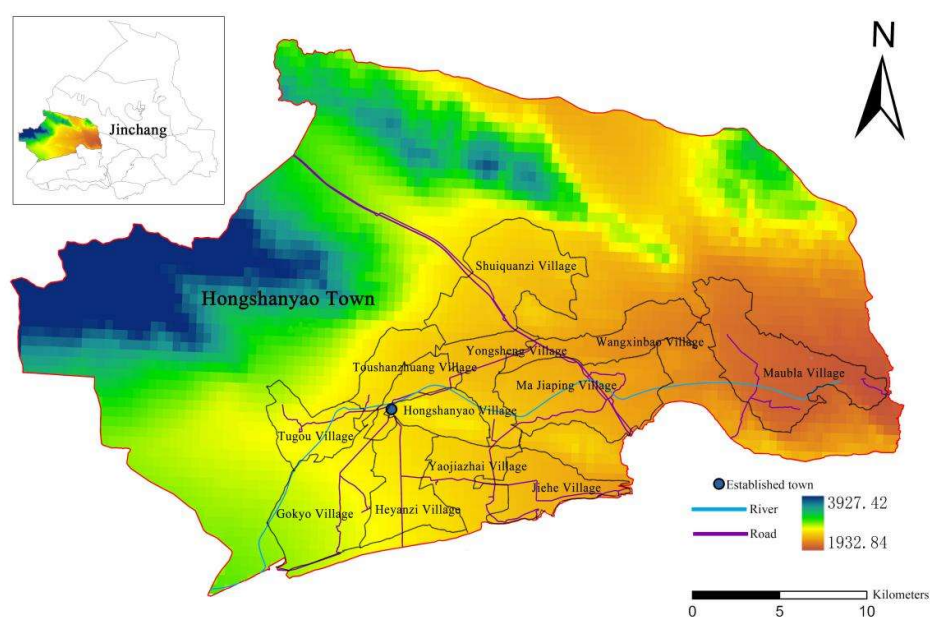 N
Jinchang
Shuiquanzi Village
Hongshanyao Town
Wangxinbao Village
Yongsheng Village
Toushanzhuang Village
Maubla Village
Ma Jiaping Village
Hongshanyao Village
Tugou Village
Yaojiazhai Village
Jiehe Village
Gokyo Village
Heyanzi Village
Established town
River
Road
3927.42
1932.84
Kilometers
0 5 10